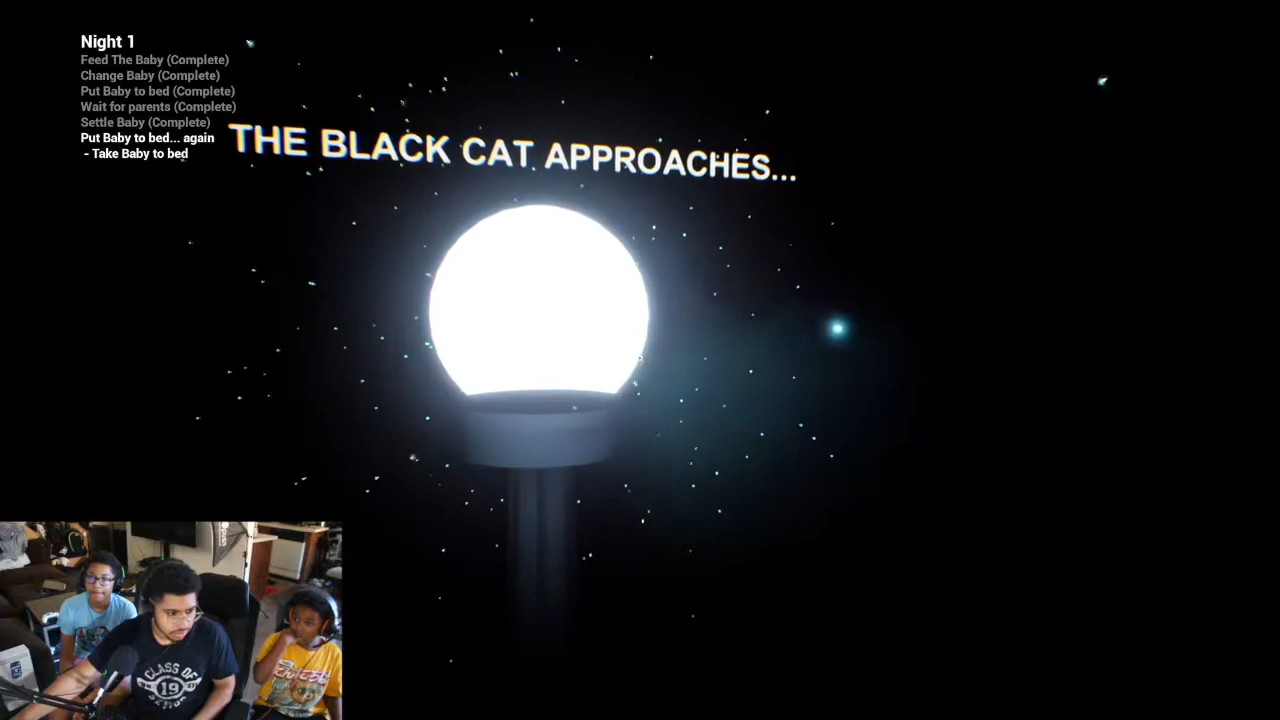 Night 1
Feed The Baby (Complete)
Change Baby (Complete)
Put Baby to bed (Complete)
Wait for parents (Complete)
Settle Baby (Complete)
Put Baby to bed... again
- Take Baby to bed
THE BLACK CAT APPROACHES...
CLASS OF
19